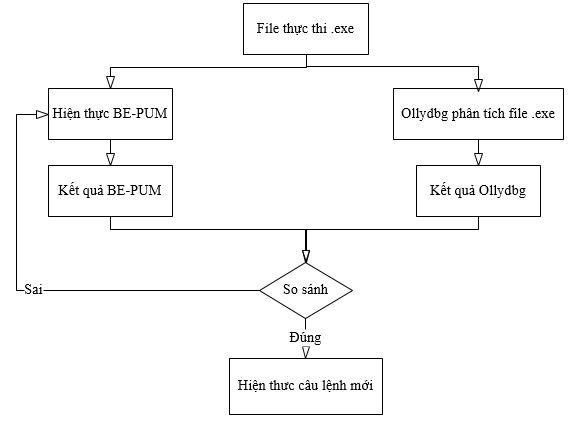 File thực thi .exe
Hiện thực BE-PUM
Ollydbg phân tích file .exe
Kết quả BE-PUM
Kết quả Ollydbg
Sai
So sánh
Đúng
Hiện thưc câu lệnh mới